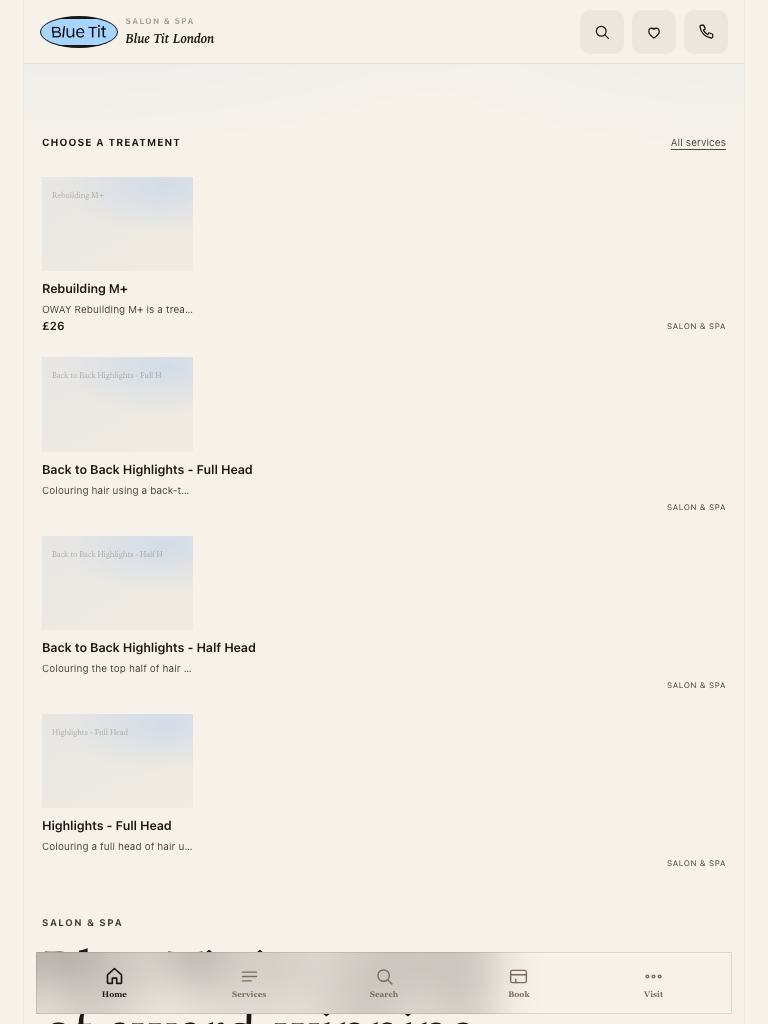 Blue Tit
SALON & SPA
Blue Tit London
CHOOSE A TREATMENT
All services
Rebuilding M+
Rebuilding M+
OWAY Rebuilding M+ is a trea...
£26
SALON & SPA
Back to Back Highlights - Full H
Back to Back Highlights - Full Head
Colouring hair using a back-t...
SALON & SPA
Back to Back Highlights - Half H
Back to Back Highlights - Half Head
Colouring the top half of hair ...
SALON & SPA
Highlights - Full Head
Highlights - Full Head
Colouring a full head of hair u...
SALON & SPA
SALON & SPA
of award-winning
Home
Services
Search
Book
Visit